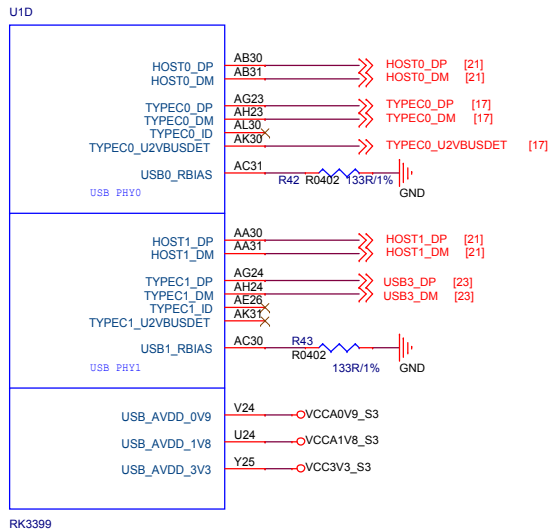 U1D
HOST0_DP AB30 HOST0_DP [21]
HOST0_DM AB31 HOST0_DM [21]
TYPEC0_DP AG23 TYPEC0_DP [17]
TYPEC0_DM AH23 TYPEC0_DM [17]
TYPEC0_ID AL30
TYPEC0_U2VBUSDET AK30 TYPEC0_U2VBUSDET [17]
USB0_RBIAS AC31
R42 R0402 133R/1%
GND
USB PHY0
HOST1_DP AA30 HOST1_DP [21]
HOST1_DM AA31 HOST1_DM [21]
TYPEC1_DP AG24 USB3_DP [23]
TYPEC1_DM AH24 USB3_DM [23]
TYPEC1_ID AE26
TYPEC1_U2VBUSDET AK31
USB1_RBIAS AC30 R43
R0402
133R/1% GND
USB PHY1
USB_AVDD_0V9 V24 VCCA0V9_S3
USB_AVDD_1V8 U24 VCCA1V8_S3
USB_AVDD_3V3 Y25 VCC3V3_S3
RK3399